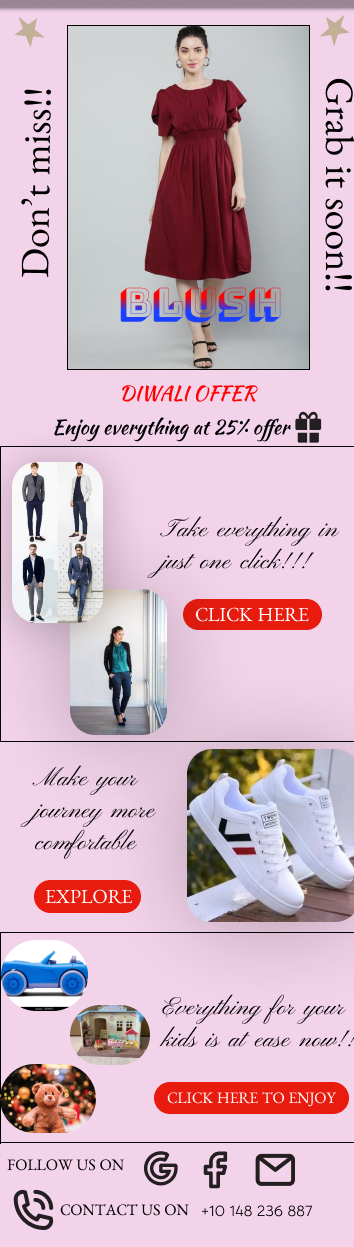 Don't miss!!
Grab it soon!!
BLUSH
DIWALI OFFER
Enjoy everything at 25% offer
Take everything in
just one click!!!
CLICK HERE
Make your
journey more
comfortable
EXPLORE
Everything for your
kids is at ease now!!
CLICK HERE TO ENJOY
FOLLOW US ON
CONTACT US ON +10 148 236 887